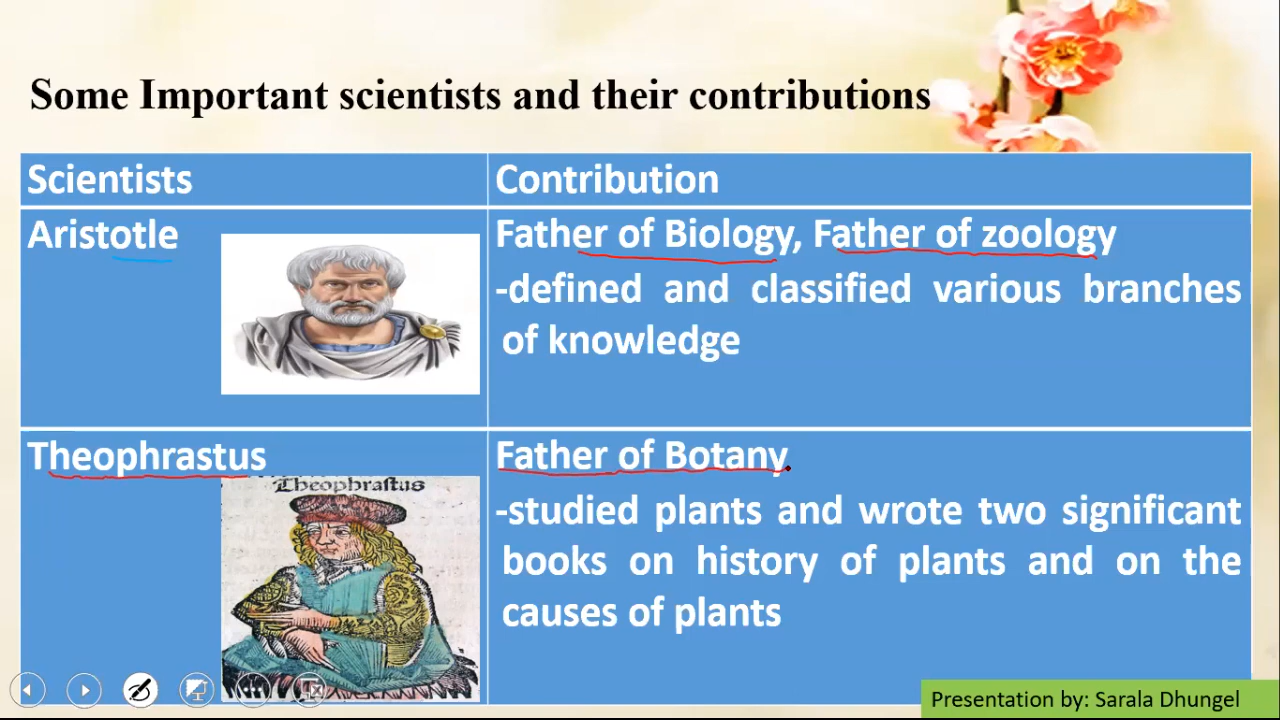 Some Important scientists and their contributions
Scientists
Contribution
Aristotle
Father of Biology, Father of zoology
-defined and classified various branches
of knowledge
Theophrastus
Theophraſtus
Father of Botany
-studied plants and wrote two significant
books on history of plants and on the
causes of plants
Presentation by: Sarala Dhungel